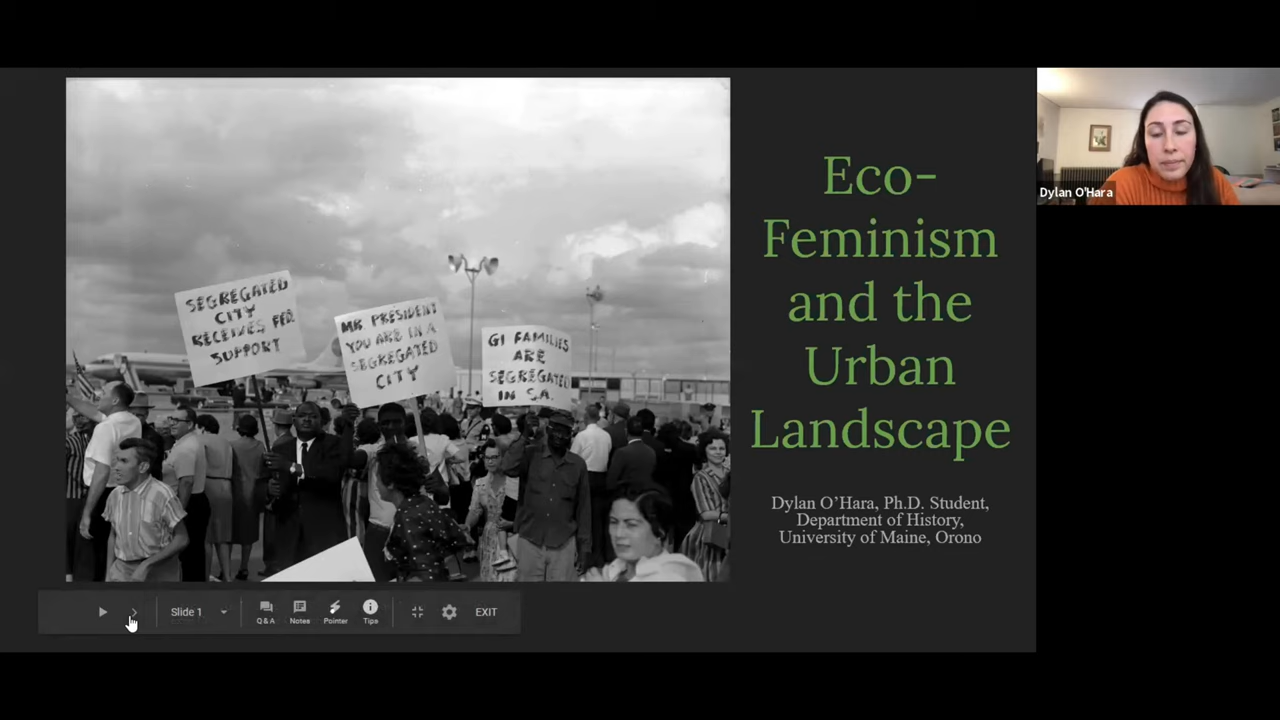 SEGREGATED
CITY
RECEIVES FED.
SUPPORT
MR. PRESIDENT
YOU ARE IN A
SEGREGATED
CITY
GI FAMILIES
ARE
SEGREGATED
IN S.A.
Eco-
Feminism
and the
Urban
Landscape
Dylan O'Hara, Ph.D. Student,
Department of History,
University of Maine, Orono
Dylan O'Hara
Slide 1
Q & A
Notes
Pointer
Tips
EXIT